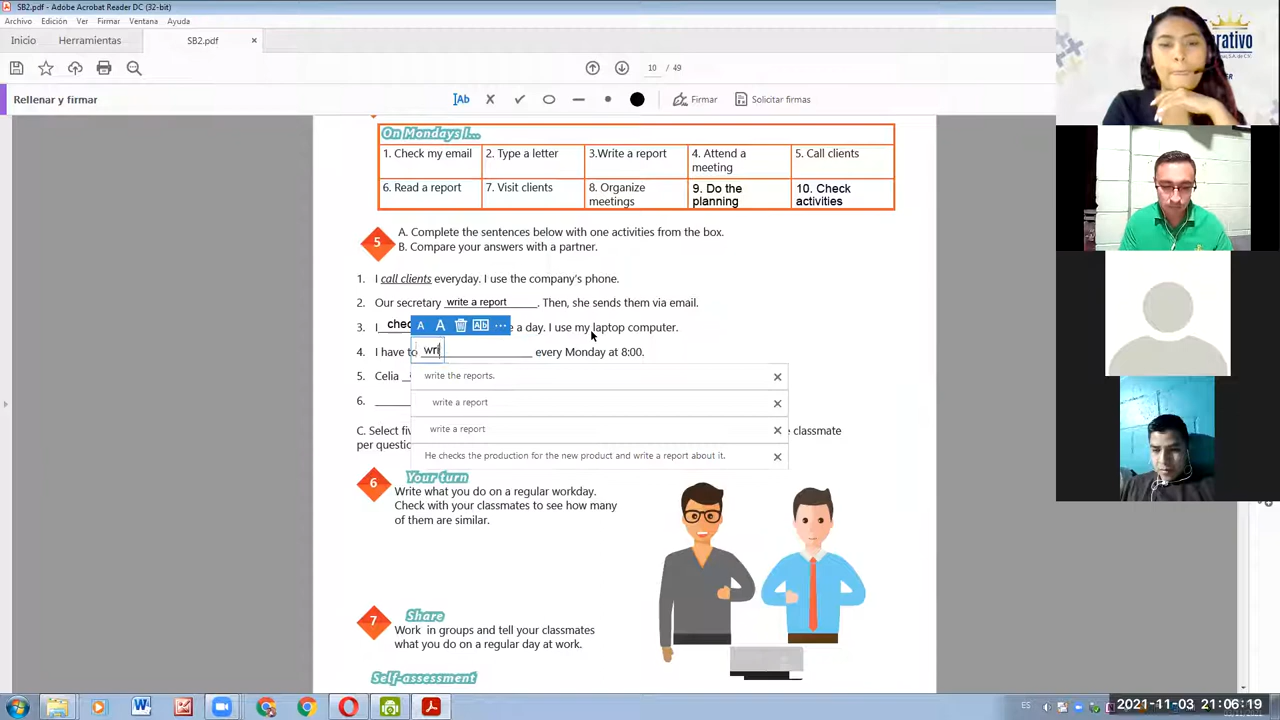 SB2.pdf - Adobe Acrobat Reader DC (32-bit)
Archivo Edición Ver Firmar Ventana Ayuda
Inicio Herramientas SB2.pdf ×
10 / 49
Rellenar y firmar
Ab Firmar Solicitar firmas
On Mondays I...
1. Check my email 2. Type a letter 3.Write a report 4. Attend a meeting 5. Call clients
6. Read a report 7. Visit clients 8. Organize meetings 9. Do the planning 10. Check activities
5 A. Complete the sentences below with one activities from the box.
B. Compare your answers with a partner.
1. I call clients everyday. I use the company's phone.
2. Our secretary write a report. Then, she sends them via email.
3. I chec e a day. I use my laptop computer.
4. I have to wri every Monday at 8:00.
write the reports.
5. Celia
write a report
6.
write a report
C. Select fiv e classmate
per questio
He checks the production for the new product and write a report about it.
6 Your turn
Write what you do on a regular workday.
Check with your classmates to see how many
of them are similar.
7 Share
Work in groups and tell your classmates
what you do on a regular day at work.
Self-assessment
rativo
ES
2021-11-03 21:06:19